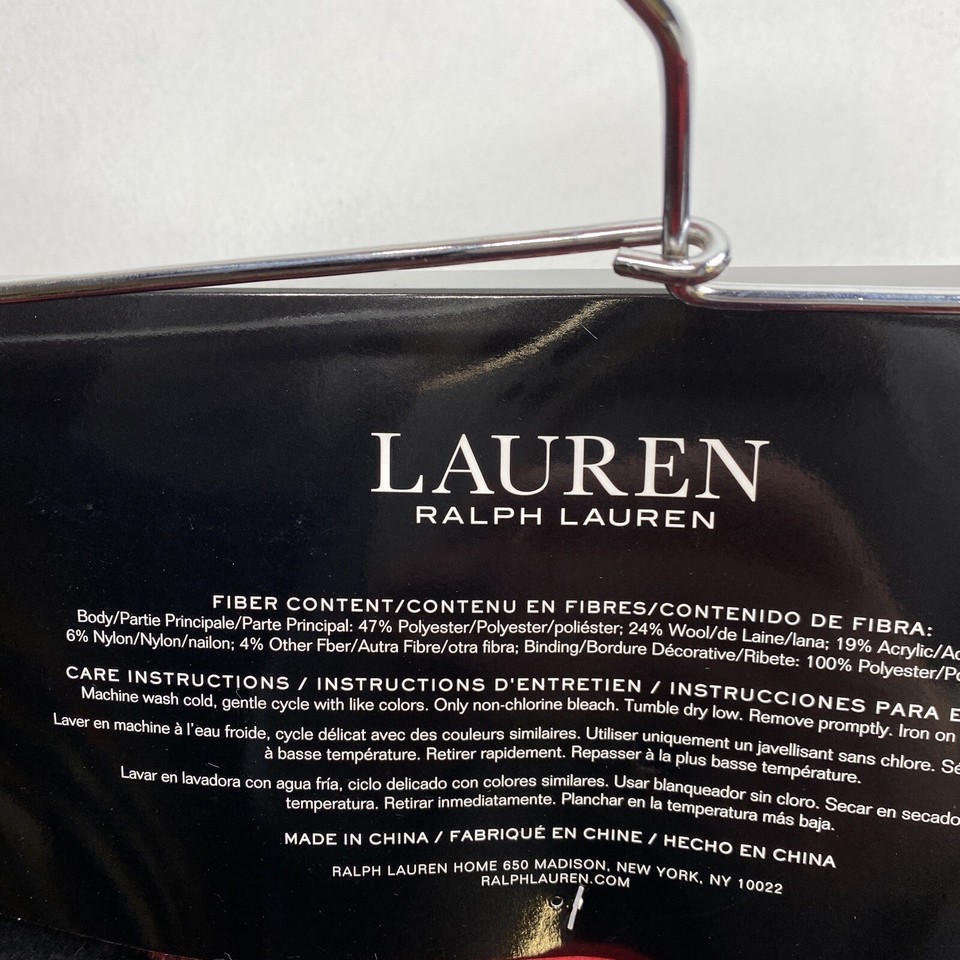 LAUREN
RALPH LAUREN
FIBER CONTENT/CONTENU EN FIBRES/CONTENIDO DE FIBRA:
Body/Partie Principale/Parte Principal: 47% Polyester/Polyester/poliéster; 24% Wool/de Laine/lana; 19% Acrylic/Ac
6% Nylon/Nylon/nailon; 4% Other Fber/Autra Fibre/otra fibra; Binding/Bordure Décorative/Ribete: 100% Polyester/Po
CARE INSTRUCTIONS / INSTRUCTIONS D'ENTRETIEN / INSTRUCCIONES PARA E
Machine wash cold, gentle cycle with like colors. Only non-chlorine bleach. Tumble dry low. Remove promptly. Iron on
Laver en machine à l'eau froide, cycle délicat avec des couleurs similaires. Utiliser uniquement un javellisant sans chlore. Sé
à basse température. Retirer rapidement. Repasser à la plus basse température.
Lavar en lavadora con agua fría, ciclo delicado con colores similares. Usar blanqueador sin cloro. Secar en secado
temperatura. Retirar inmediatamente. Planchar en la temperatura más baja.
MADE IN CHINA / FABRIQUÉ EN CHINE / HECHO EN CHINA
RALPH LAUREN HOME 650 MADISON, NEW YORK, NY 10022
RALPHLAUREN.COM